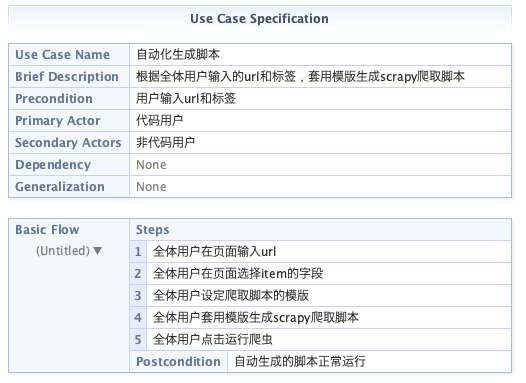 Use Case Specification
Use Case Name 自动化生成脚本
Brief Description 根据全体用户输入的url和标签，套用模版生成scrapy爬取脚本
Precondition 用户输入url和标签
Primary Actor 代码用户
Secondary Actors 非代码用户
Dependency None
Generalization None
Basic Flow Steps
(Untitled) ▼
1 全体用户在页面输入url
2 全体用户在页面选择item的字段
3 全体用户设定爬取脚本的模版
4 全体用户套用模版生成scrapy爬取脚本
5 全体用户点击运行爬虫
Postcondition 自动生成的脚本正常运行